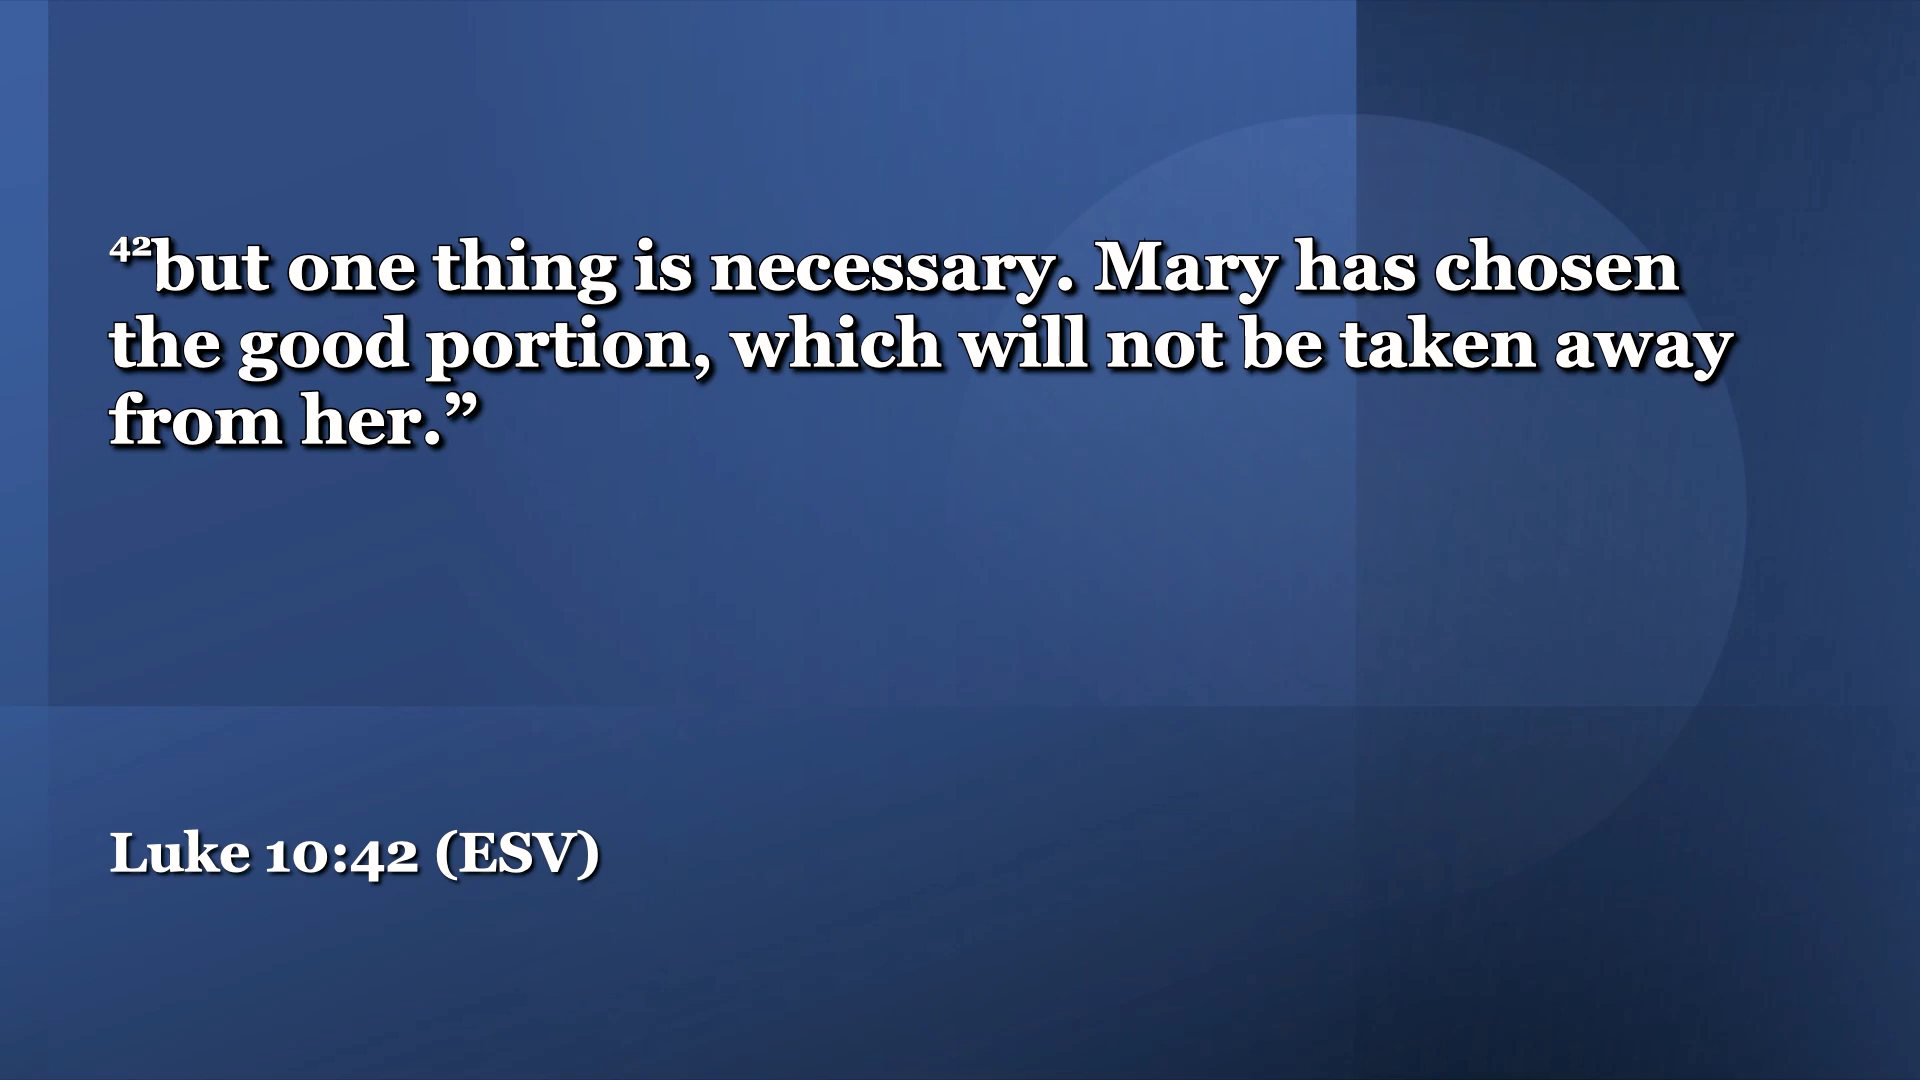 ⁴²but one thing is necessary. Mary has chosen
the good portion, which will not be taken away
from her.”
Luke 10:42 (ESV)